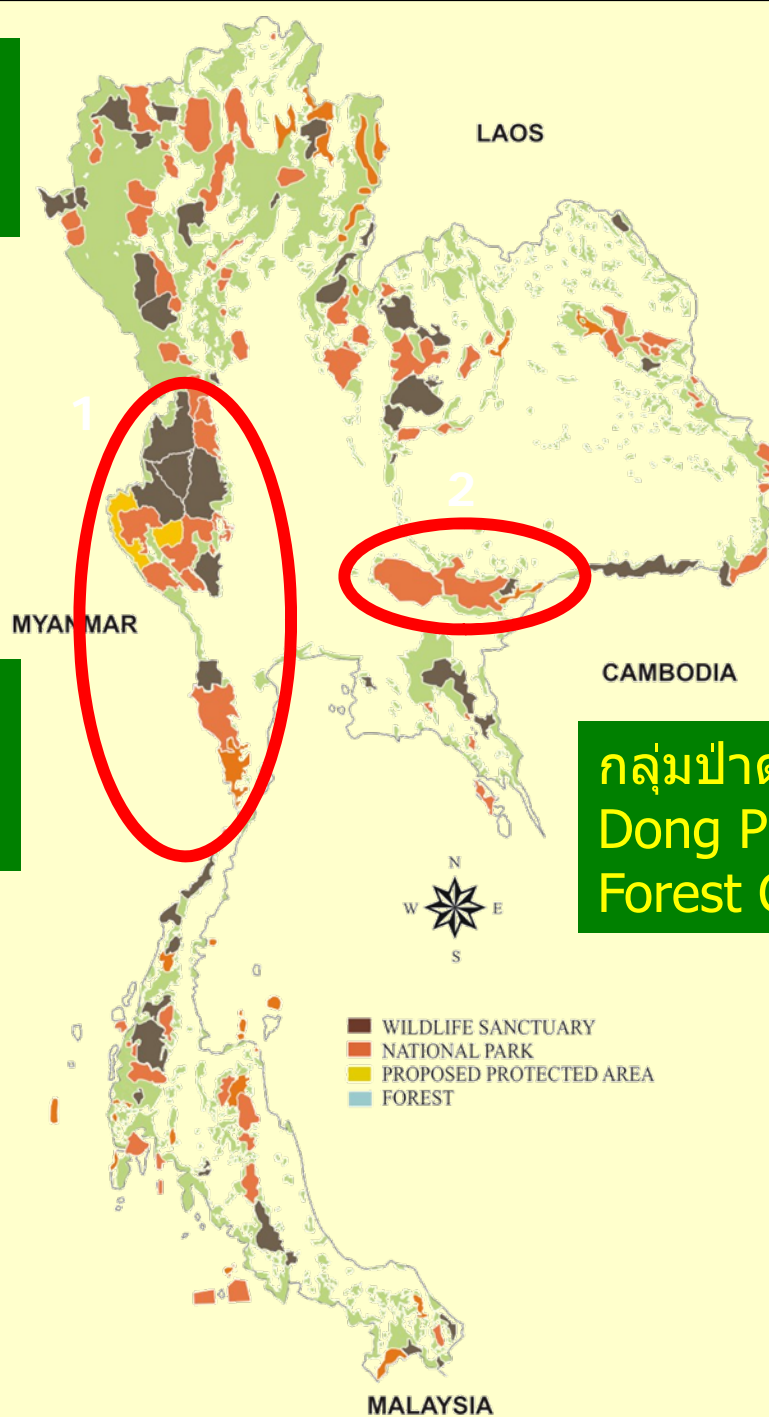 LAOS
1
2
MYANMAR
CAMBODIA
กลุ่มป่า
Dong
Forest
N
W E
S
WILDLIFE SANCTUARY
NATIONAL PARK
PROPOSED PROTECTED AREA
FOREST
MALAYSIA